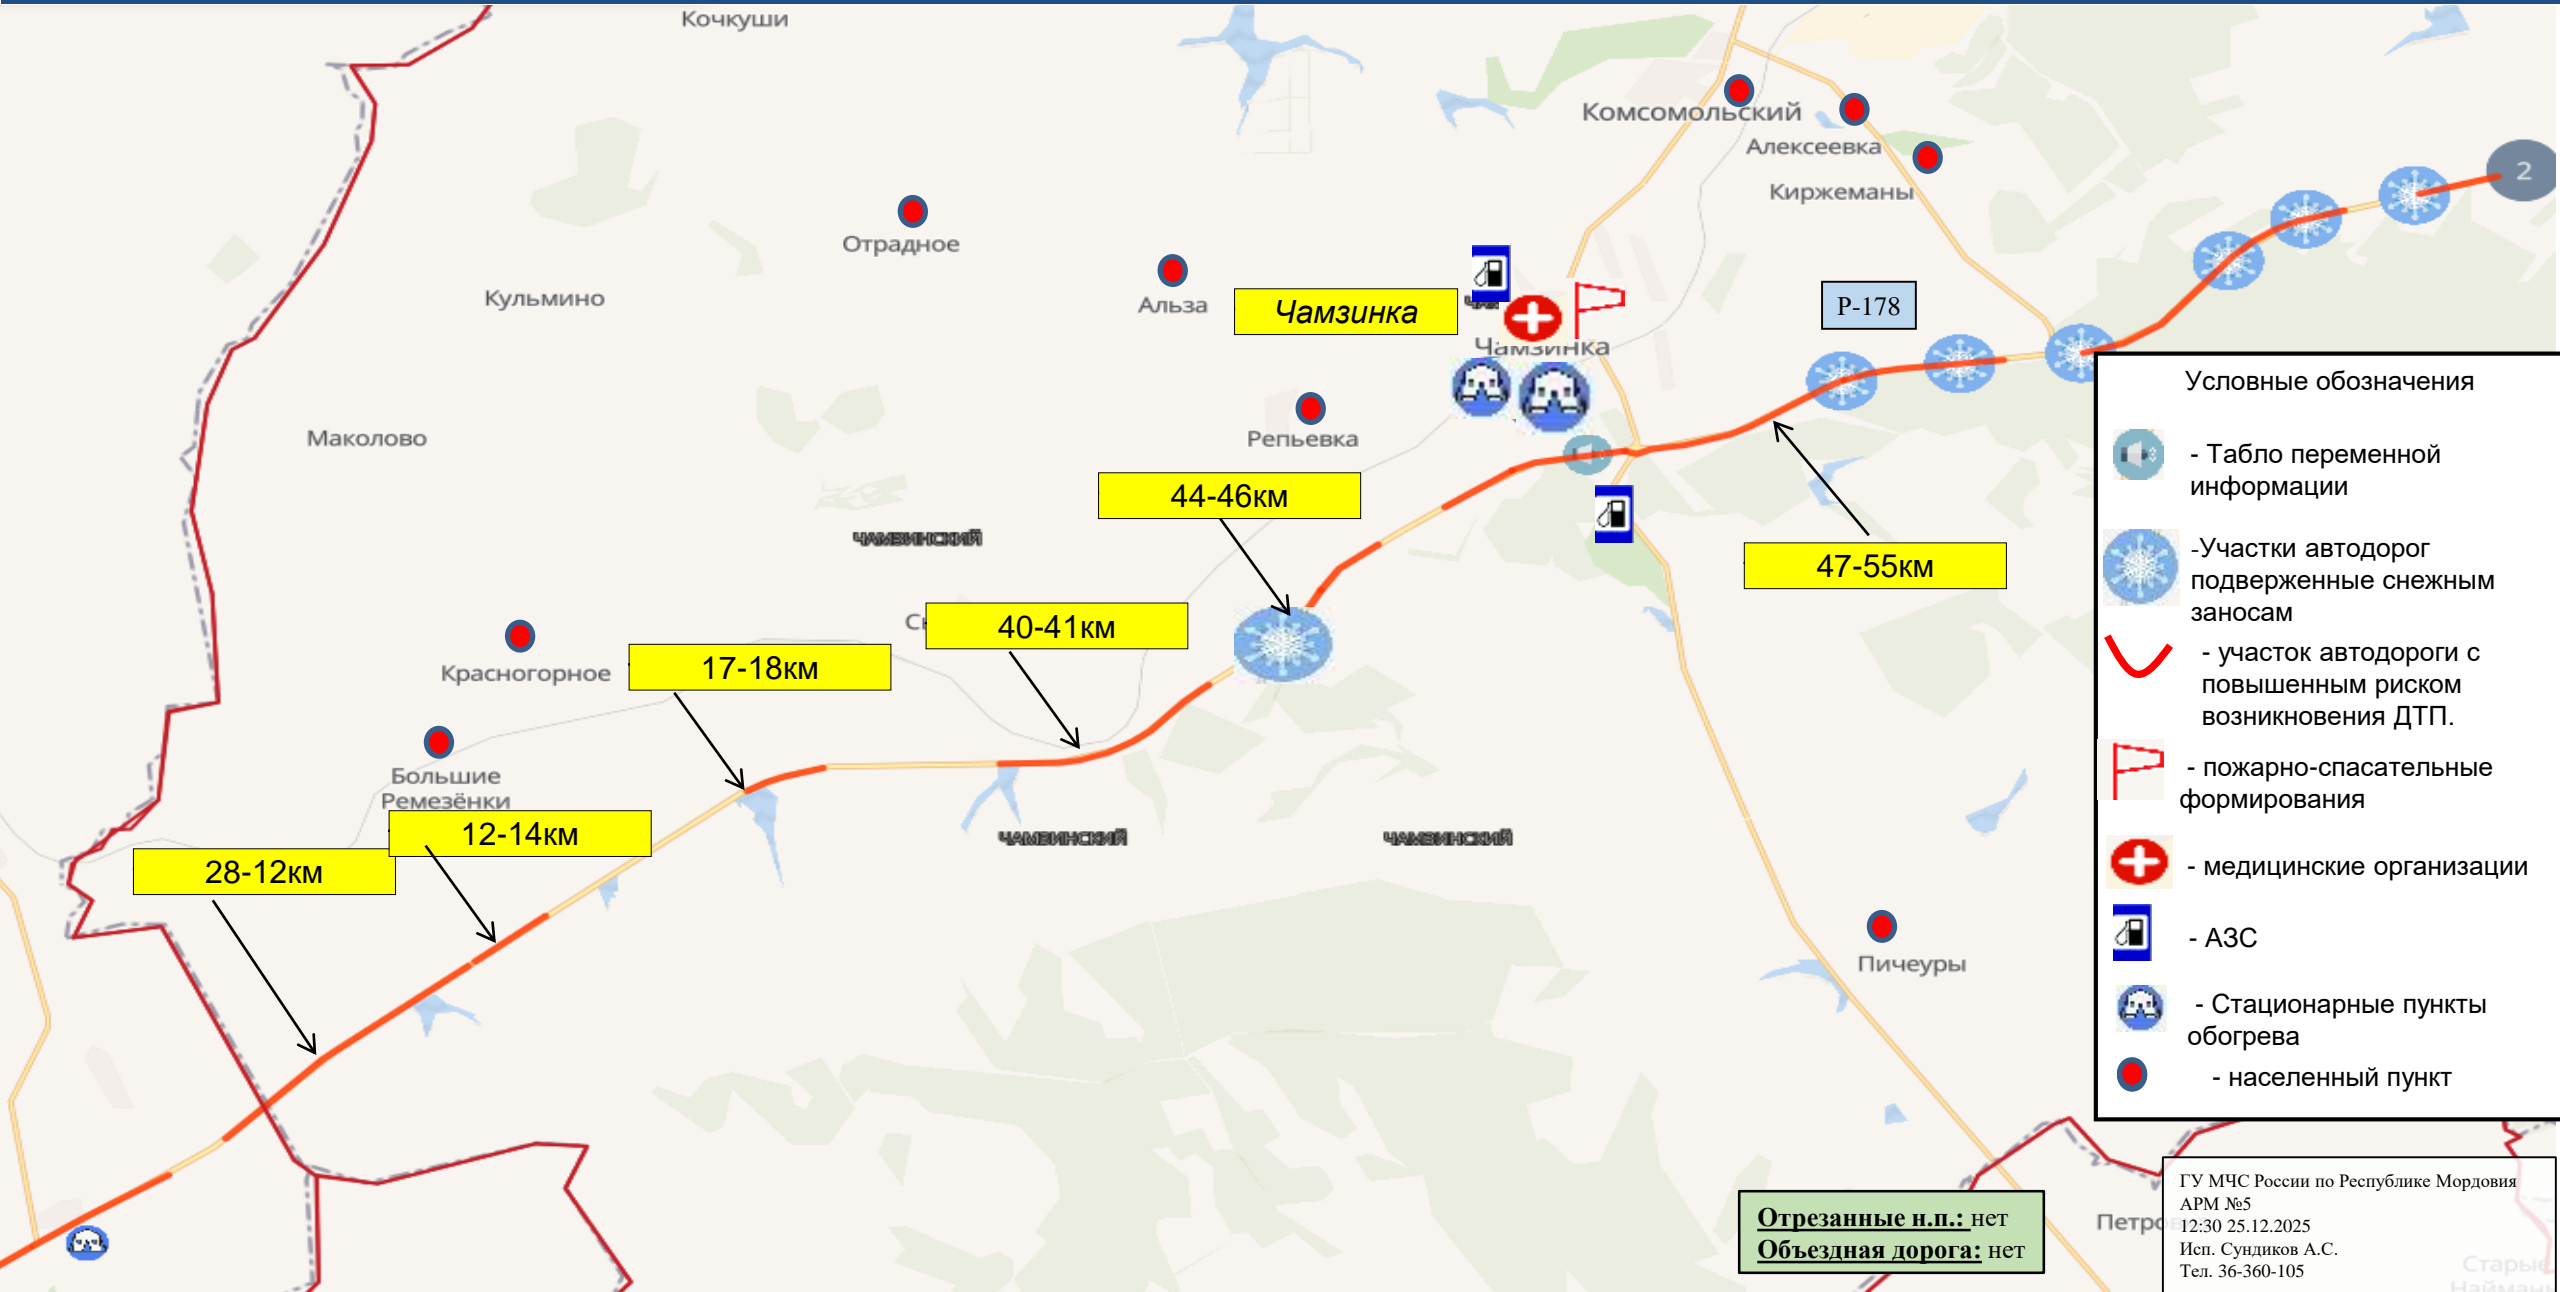 Кочкуши
Комсомольский
Алексеевка
Киржеманы
2
Отрадное
Кульмино
Альза
Чамзинка
Чамзинка
Р-178
Маколово
Репьевка
44-46км
47-55км
ЧАМЗИНСКИЙ
40-41км
17-18км
Красногорное
Большие
Ремезёнки
12-14км
28-12км
ЧАМЗИНСКИЙ
ЧАМЗИНСКИЙ
Пичеуры
Условные обозначения
- Табло переменной
информации
-Участки автодорог
подверженные снежным
заносам
- участок автодороги с
повышенным риском
возникновения ДТП.
- пожарно-спасательные
формирования
- медицинские организации
- АЗС
- Стационарные пункты
обогрева
- населенный пункт
Отрезанные н.п.: нет
Объездная дорога: нет
ГУ МЧС России по Республике Мордовия
АРМ №5
12:30 25.12.2025
Исп. Сундиков А.С.
Тел. 36-360-105